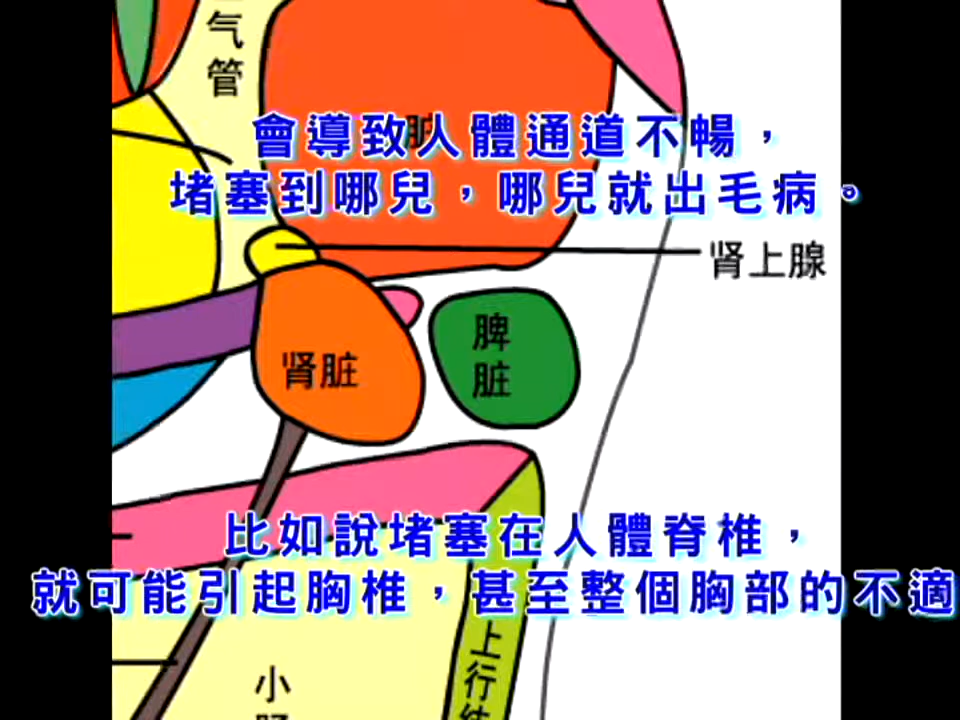 气
管
會導致人體通道不暢，
堵塞到哪兒，哪兒就出毛病。
肾上腺
脾
脏
肾脏
比如說堵塞在人體脊椎，
就可能引起胸椎，甚至整個胸部的不適
上
行
小